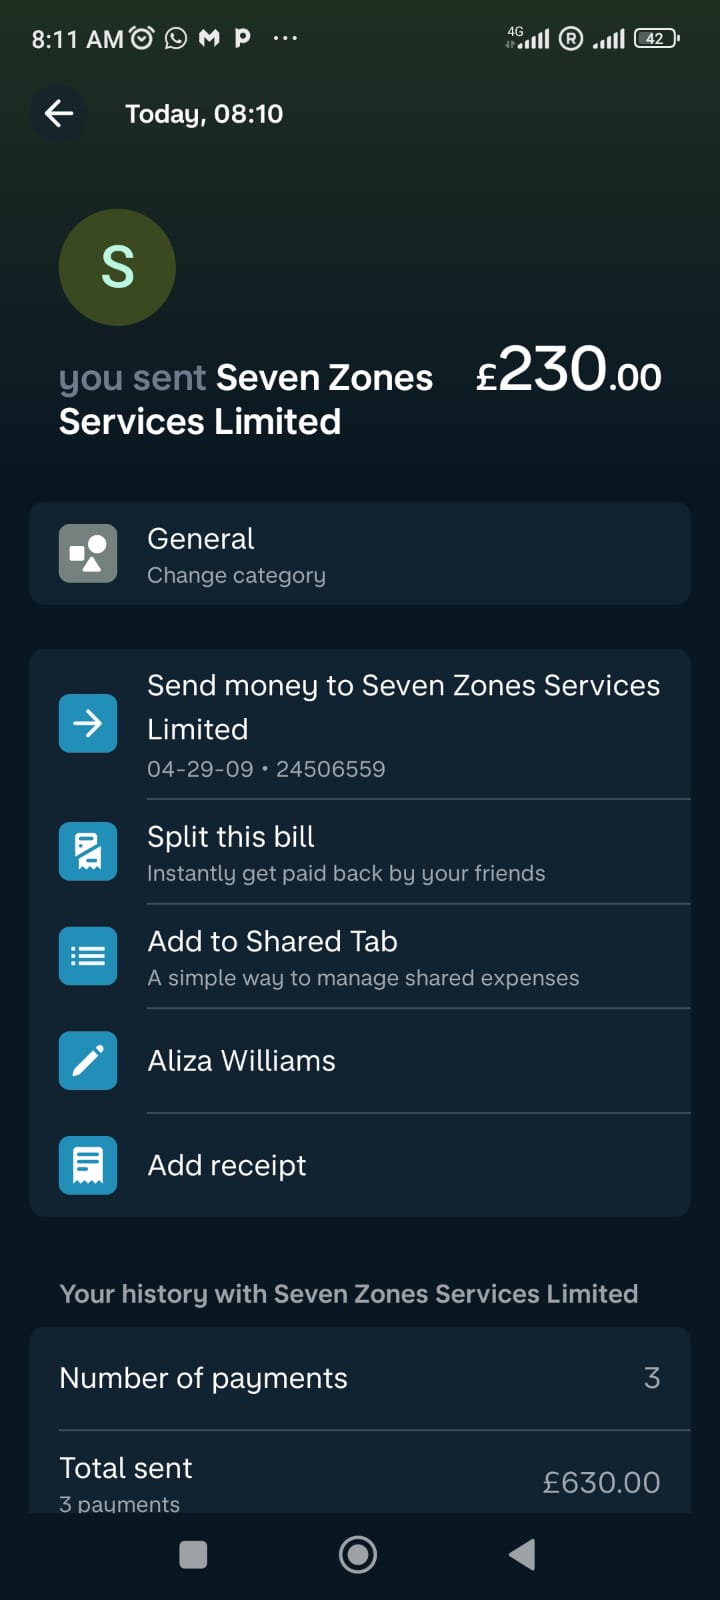 8:11 AM
4G
R
42
Today, 08:10
S
you sent Seven Zones
Services Limited
£230.00
General
Change category
Send money to Seven Zones Services
Limited
04-29-09 • 24506559
Split this bill
Instantly get paid back by your friends
Add to Shared Tab
A simple way to manage shared expenses
Aliza Williams
Add receipt
Your history with Seven Zones Services Limited
Number of payments
3
Total sent
£630.00
3 payments